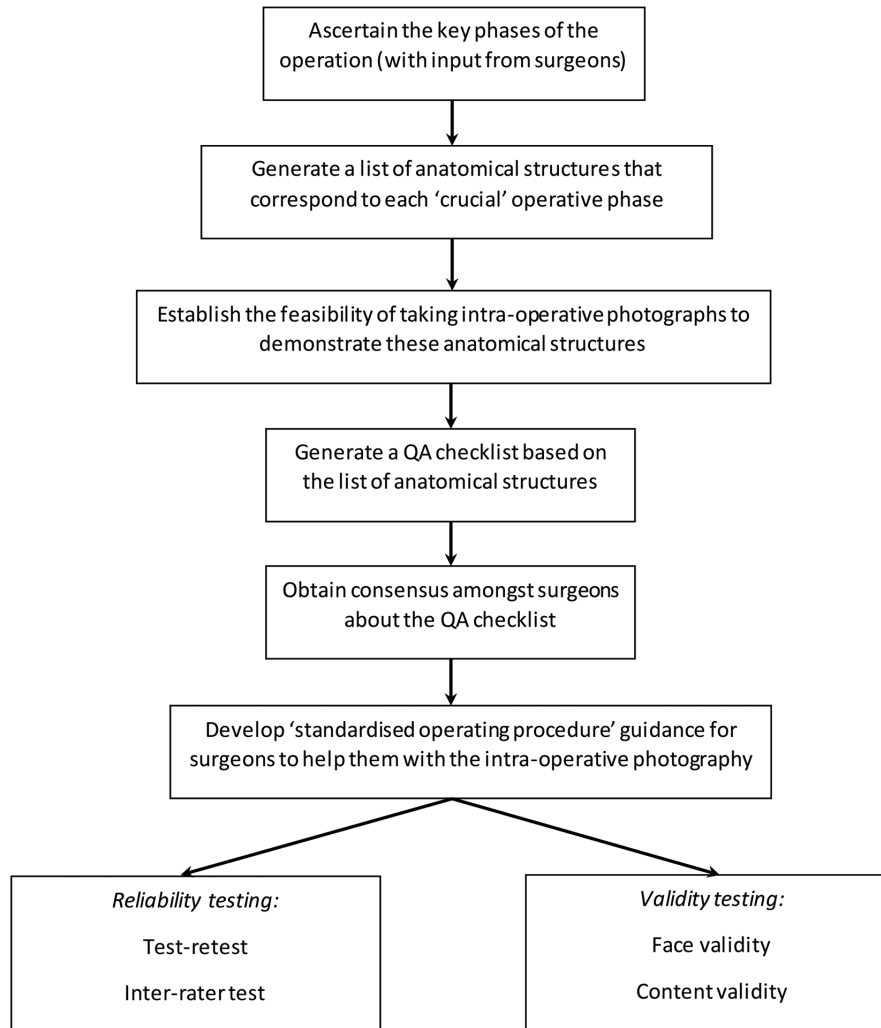 Ascertain the key phases of the
operation (with input from surgeons)
Generate a list of anatomical structures that
correspond to each ‘crucial’ operative phase
Establish the feasibility of taking intra-operative photographs to
demonstrate these anatomical structures
Generate a QA checklist based on
the list of anatomical structures
Obtain consensus amongst surgeons
about the QA checklist
Develop ‘standardised operating procedure’ guidance for
surgeons to help them with the intra-operative photography
Reliability testing:
Test-retest
Inter-rater test
Validity testing:
Face validity
Content validity